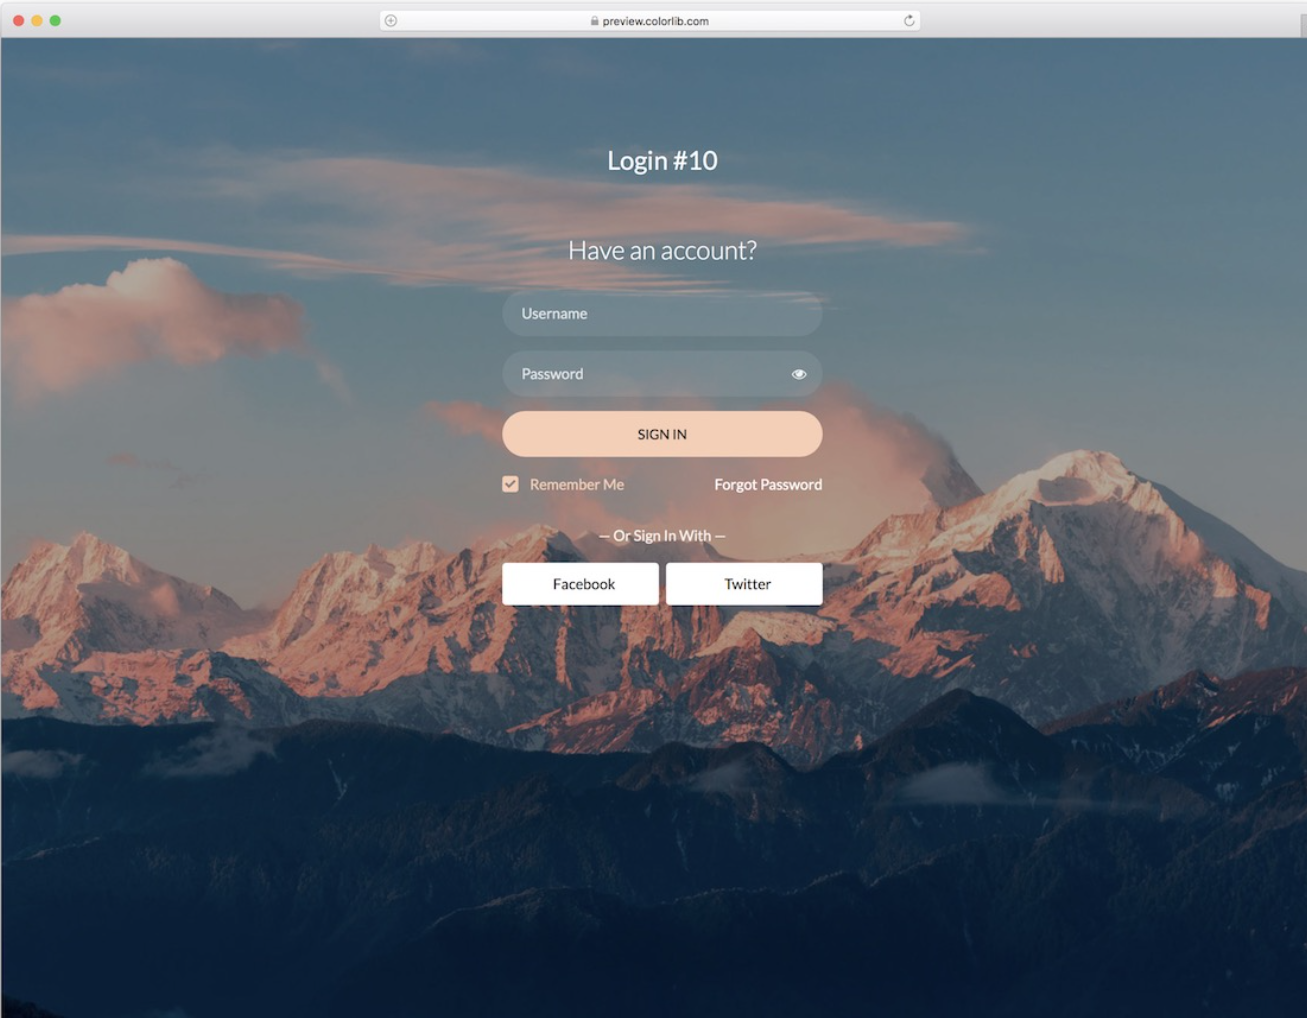 preview.colorlib.com
Login #10
Have an account?
Username
Password
SIGN IN
Remember Me
Forgot Password
— Or Sign In With —
Facebook
Twitter